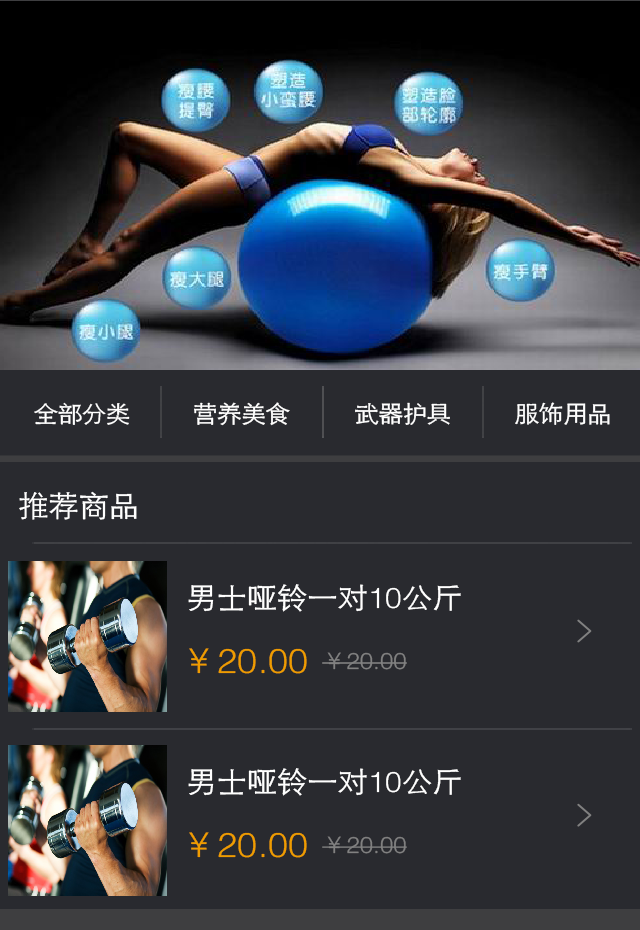 瘦腰
提臀
塑造
小蛮腰
塑造脸
部轮廓
瘦大腿
瘦手臂
瘦小腿
全部分类
营养美食
武器护具
服饰用品
推荐商品
男士哑铃一对10公斤
¥ 20.00 ¥ 20.00
男士哑铃一对10公斤
¥ 20.00 ¥ 20.00